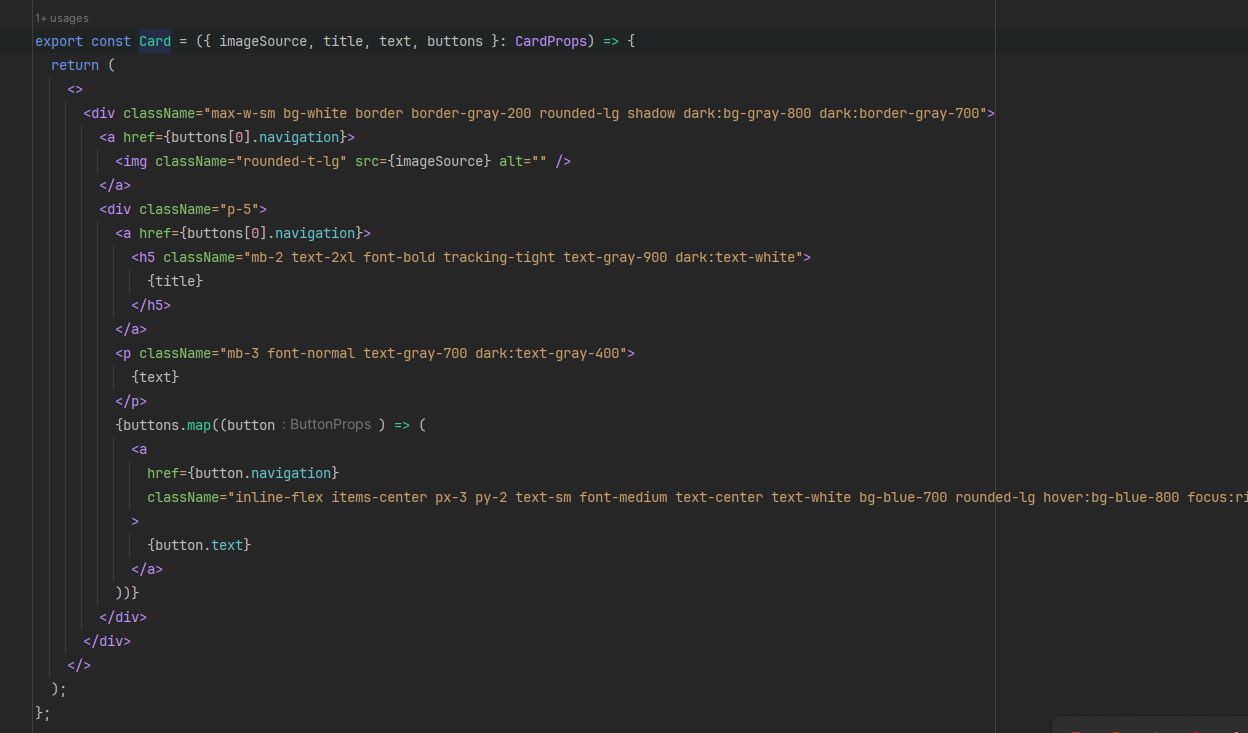 1+ usages
export const Card = ({ imageSource, title, text, buttons }: CardProps) => {
return (
<>
<div className="max-w-sm bg-white border border-gray-200 rounded-lg shadow dark:bg-gray-800 dark:border-gray-700">
<a href={buttons[0].navigation}>
<img className="rounded-t-lg" src={imageSource} alt="" />
</a>
<div className="p-5">
<a href={buttons[0].navigation}>
<h5 className="mb-2 text-2xl font-bold tracking-tight text-gray-900 dark:text-white">
{title}
</h5>
</a>
<p className="mb-3 font-normal text-gray-700 dark:text-gray-400">
{text}
</p>
{buttons.map((button : ButtonProps ) => (
<a
href={button.navigation}
className="inline-flex items-center px-3 py-2 text-sm font-medium text-center text-white bg-blue-700 rounded-lg hover:bg-blue-800 focus:ri
>
{button.text}
</a>
))}
</div>
</div>
</>
);
};